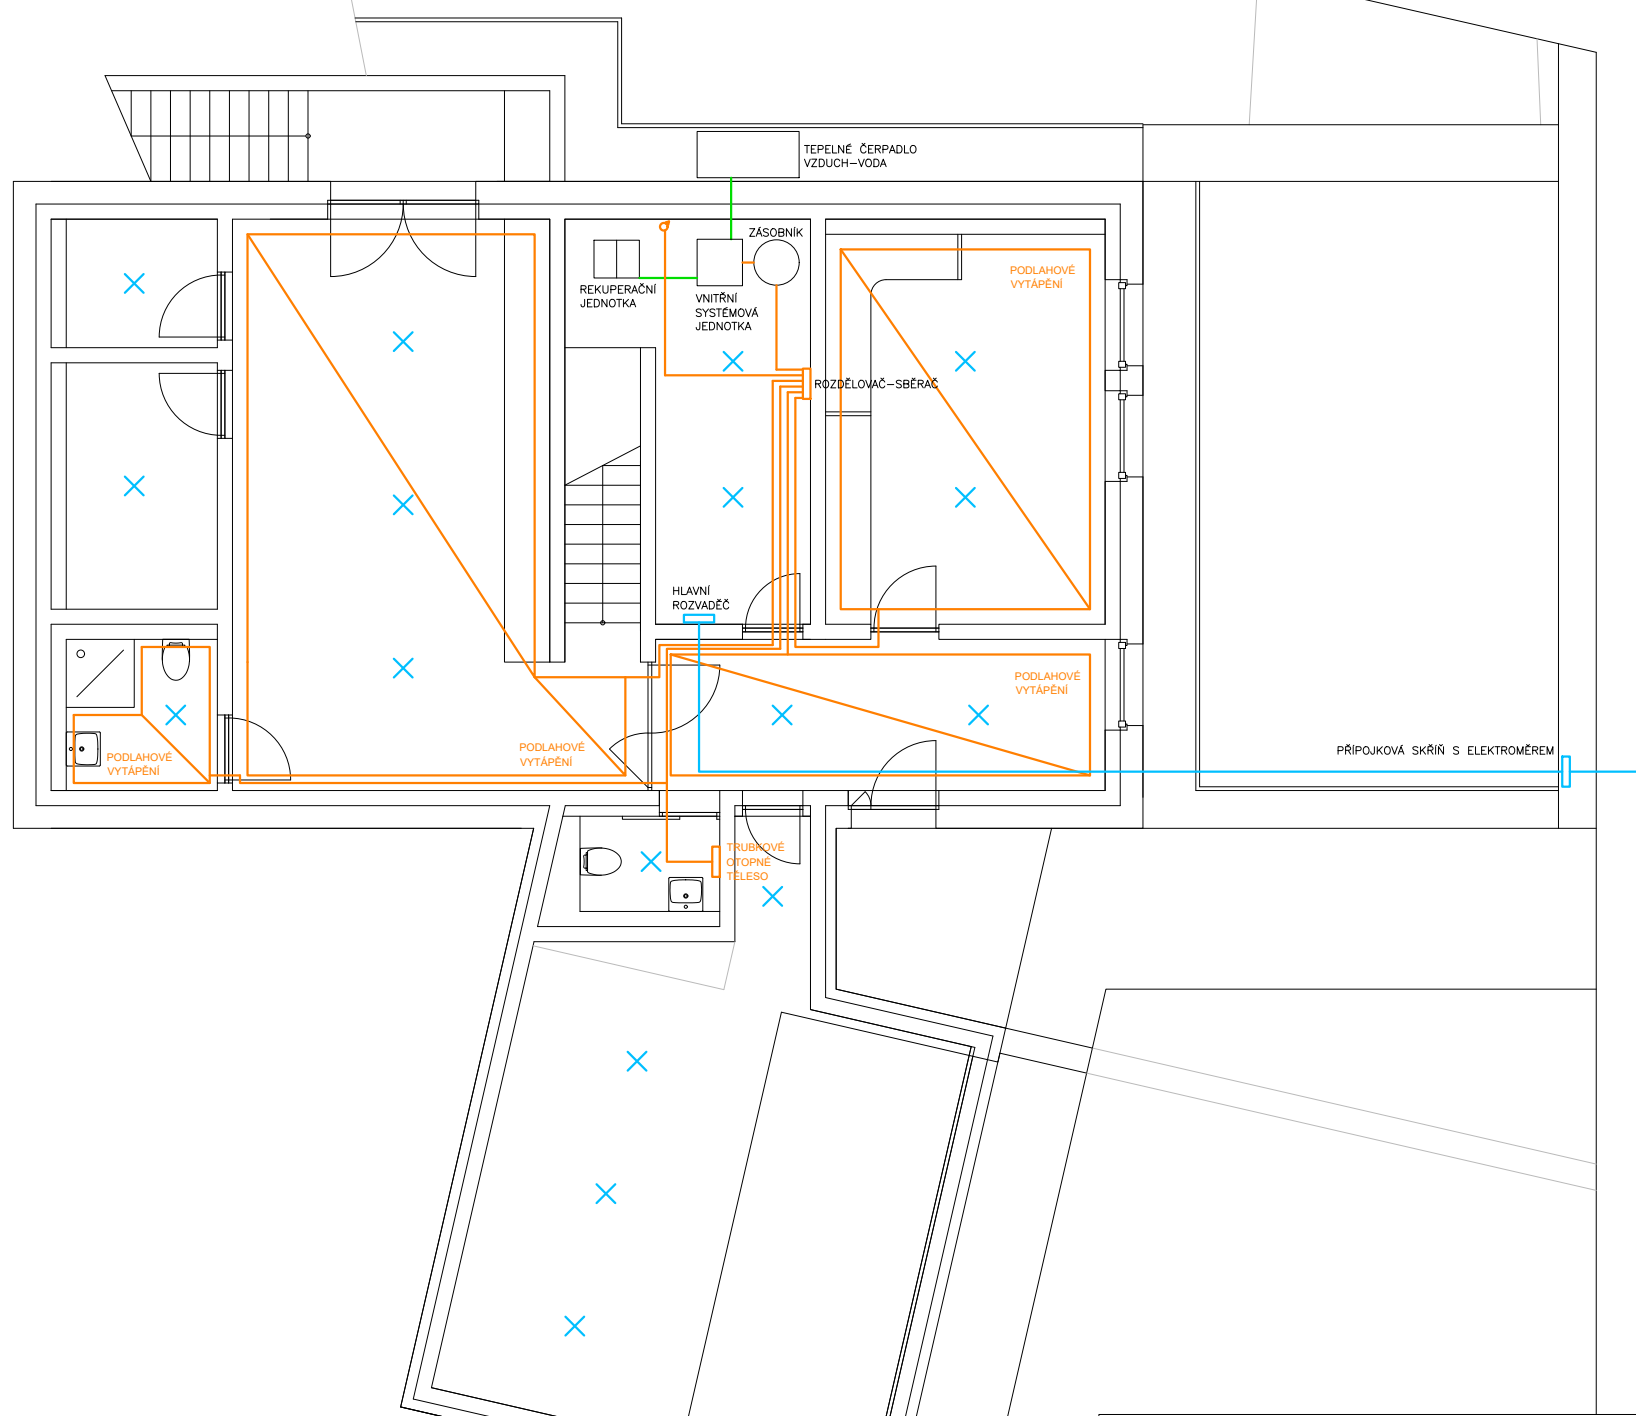 TEPELNÉ ČERPADLO
VZDUCH–VODA
ZÁSOBNÍK
REKUPERAČNÍ
JEDNOTKA
VNITŘNÍ
SYSTÉMOVÁ
JEDNOTKA
PODLAHOVÉ
VYTÁPĚNÍ
ROZDĚLOVAČ–SBĚRAČ
HLAVNÍ
ROZVADĚČ
PODLAHOVÉ
VYTÁPĚNÍ
PODLAHOVÉ
VYTÁPĚNÍ
PODLAHOVÉ
VYTÁPĚNÍ
PŘÍPOJKOVÁ SKŘÍŇ S ELEKTROMĚREM
TRUBKOVÉ
OTOPNÉ
TĚLESO